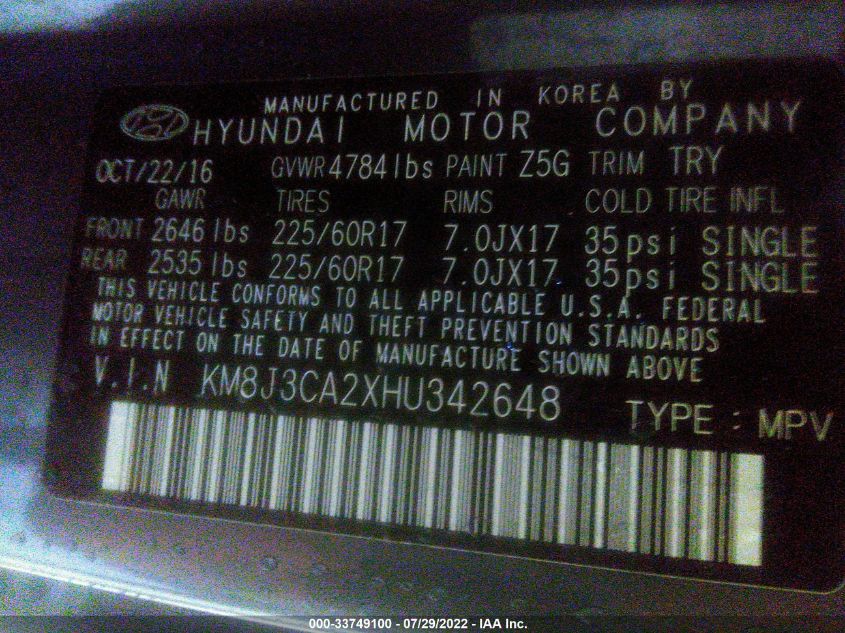 MANUFACTURED IN KOREA BY
HYUNDAI MOTOR COMPANY
OCT/22/16 GVWR 4784 lbs PAINT Z5G TRIM TRY
GAWR TIRES RIMS COLD TIRE INFL
FRONT 2646 lbs 225/60R17 7.0JX17 35psi SINGLE
REAR 2535 lbs 225/60R17 7.0JX17 35psi SINGLE
THIS VEHICLE CONFORMS TO ALL APPLICABLE U.S.A. FEDERAL
MOTOR VEHICLE SAFETY AND THEFT PREVENTION STANDARDS
IN EFFECT ON THE DATE OF MANUFACTURE SHOWN ABOVE
V.I.N KM8J3CA2XHU342648 TYPE : MPV
000-33749100 - 07/29/2022 - IAA Inc.